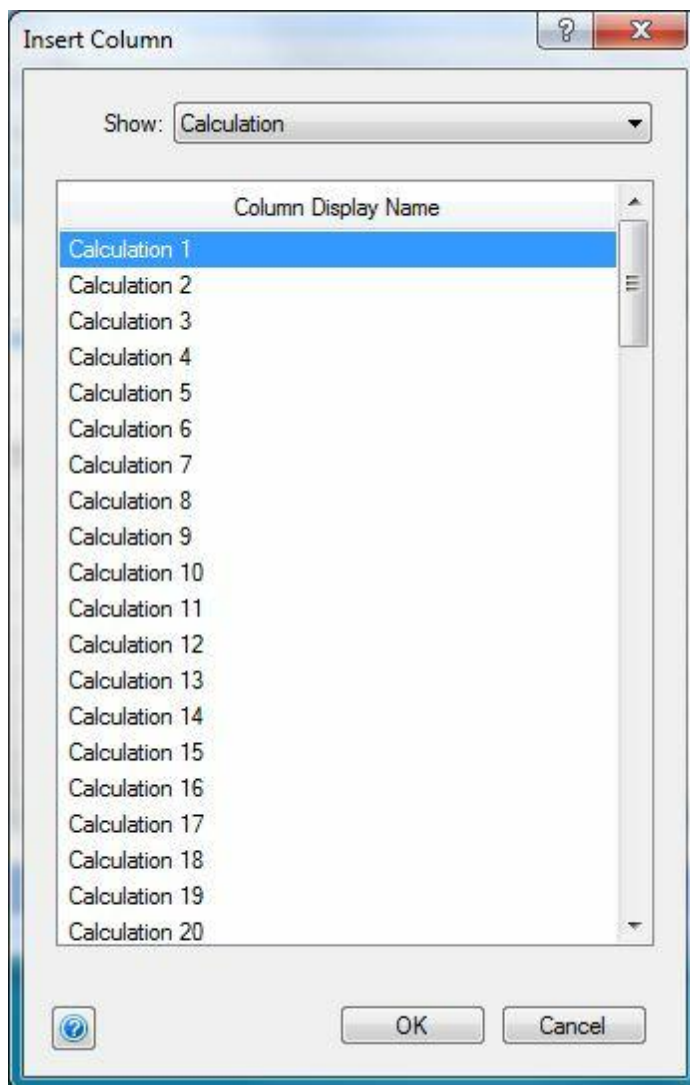 Insert Column
Show: Calculation
Column Display Name
Calculation 1
Calculation 2
Calculation 3
Calculation 4
Calculation 5
Calculation 6
Calculation 7
Calculation 8
Calculation 9
Calculation 10
Calculation 11
Calculation 12
Calculation 13
Calculation 14
Calculation 15
Calculation 16
Calculation 17
Calculation 18
Calculation 19
Calculation 20
OK Cancel